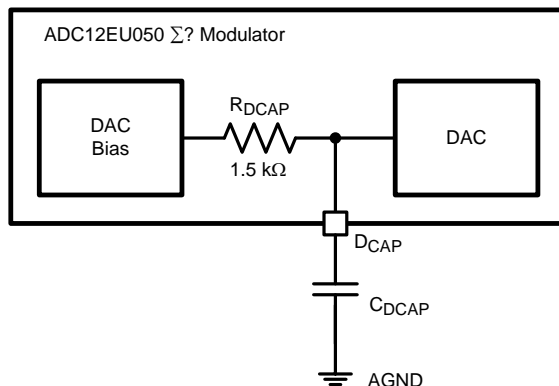 ADC12EU050 Σ? Modulator
DAC
Bias
RDCAP
1.5 kΩ
DAC
DCAP
CDCAP
AGND